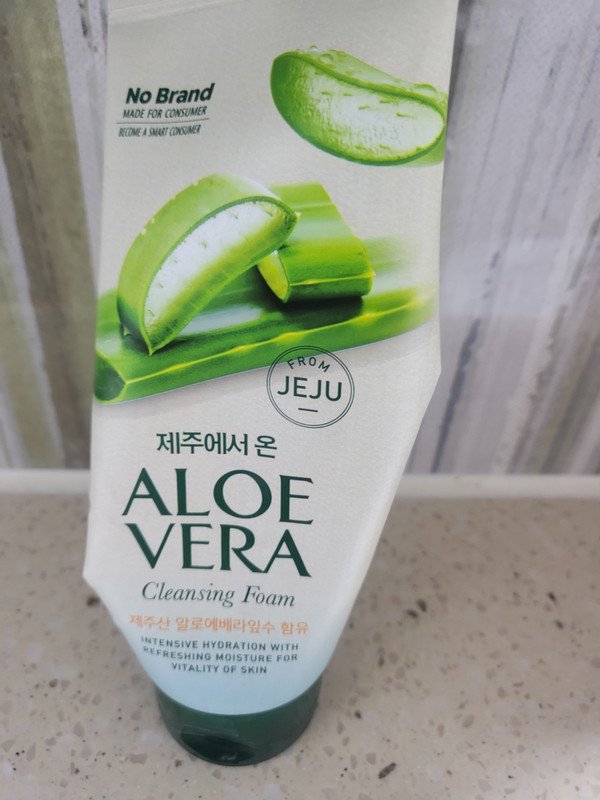 No Brand
MADE FOR CONSUMER
BECOME A SMART CONSUMER
FROM
JEJU
제주에서 온
ALOE
VERA
Cleansing Foam
제주산 알로에베라잎수 함유
INTENSIVE HYDRATION WITH
REFRESHING MOISTURE FOR
VITALITY OF SKIN